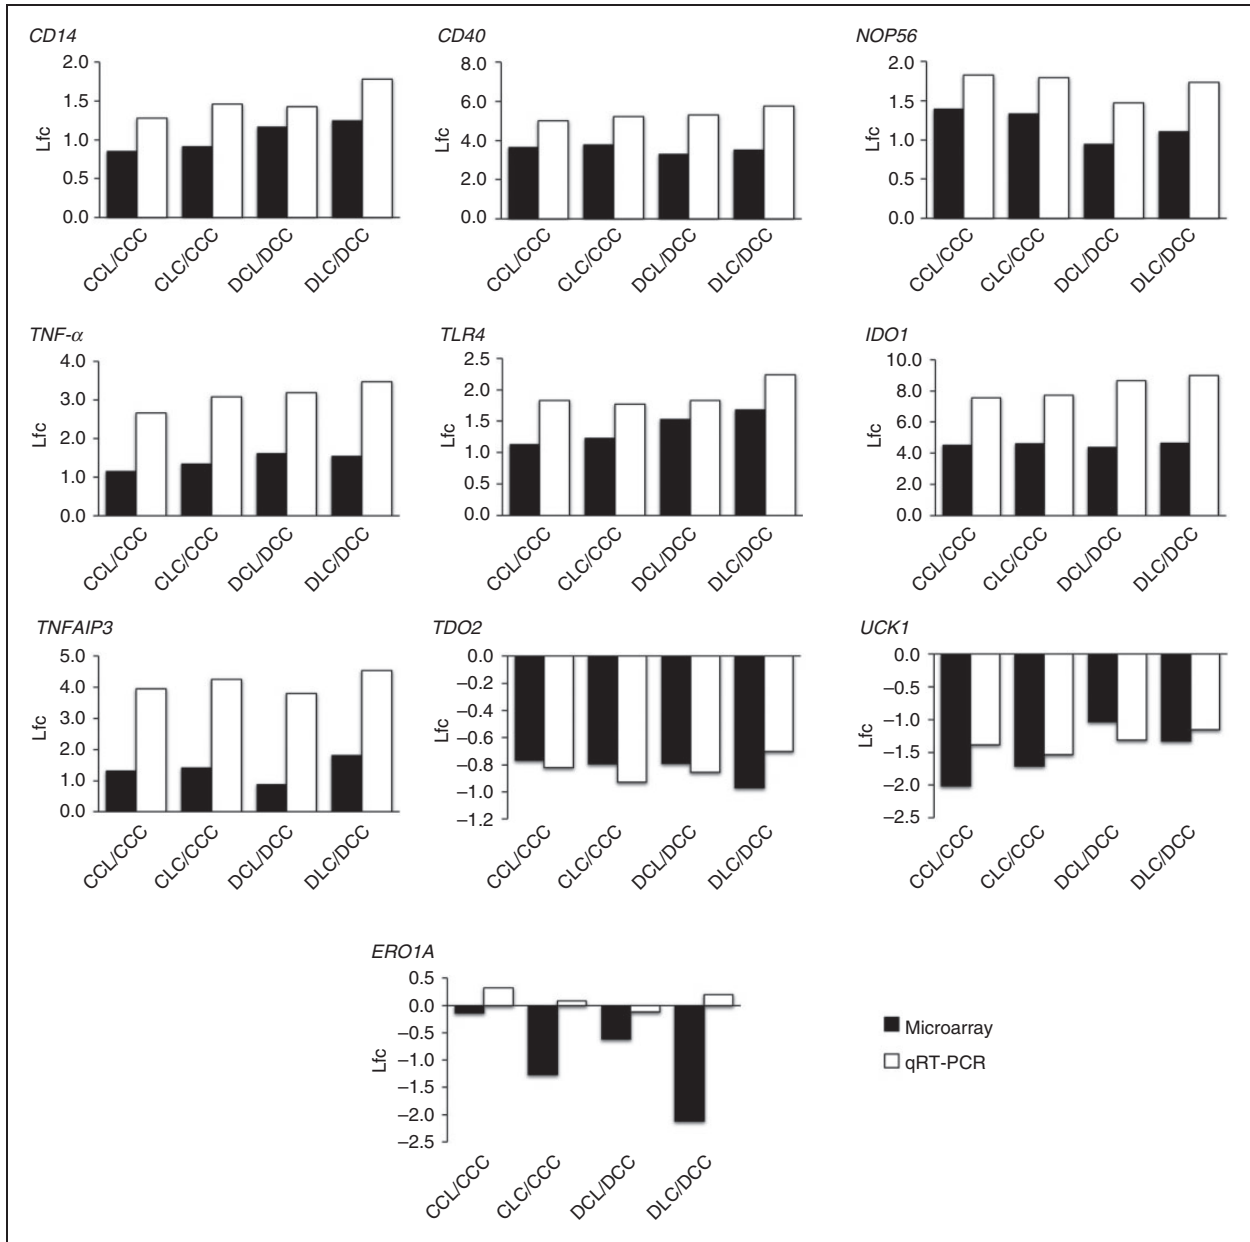 CD14
2.0
1.5
1.0
0.5
0.0
Lfc
CCL/CCC
CLC/CCC
DCL/DCC
DLC/DCC
CD40
8.0
6.0
4.0
2.0
0.0
Lfc
CCL/CCC
CLC/CCC
DCL/DCC
DLC/DCC
NOP56
2.0
1.5
1.0
0.5
0.0
Lfc
CCL/CCC
CLC/CCC
DCL/DCC
DLC/DCC
TNF-α
4.0
3.0
2.0
1.0
0.0
Lfc
CCL/CCC
CLC/CCC
DCL/DCC
DLC/DCC
TLR4
2.5
2.0
1.5
1.0
0.5
0.0
Lfc
CCL/CCC
CLC/CCC
DCL/DCC
DLC/DCC
IDO1
10.0
8.0
6.0
4.0
2.0
0.0
Lfc
CCL/CCC
CLC/CCC
DCL/DCC
DLC/DCC
TNFAIP3
5.0
4.0
3.0
2.0
1.0
0.0
Lfc
CCL/CCC
CLC/CCC
DCL/DCC
DLC/DCC
TDO2
0.0
–0.2
–0.4
–0.6
–0.8
–1.0
–1.2
Lfc
CCL/CCC
CLC/CCC
DCL/DCC
DLC/DCC
UCK1
0.0
–0.5
–1.0
–1.5
–2.0
–2.5
Lfc
CCL/CCC
CLC/CCC
DCL/DCC
DLC/DCC
ERO1A
0.5
0.0
–0.5
–1.0
–1.5
–2.0
–2.5
Lfc
CCL/CCC
CLC/CCC
DCL/DCC
DLC/DCC
Microarray
qRT-PCR